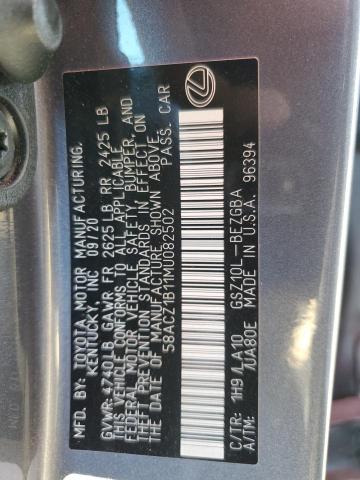 MFD. BY: TOYOTA MOTOR MANUFACTURING.
KENTUCKY, INC 09/20
GVWR: 4740LB GAWR FR 2625LB RR 2425 LB
THIS VEHICLE CONFORMS TO ALL APPLICABLE
FEDERAL MOTOR VEHICLE SAFETY, BUMPER, AND
THEFT PREVENTION STANDARDS IN EFFECT ON
THE DATE OF MANUFACTURE SHOWN ABOVE.
58ACZ1B11MU082502 PASS. CAR
C/TR: 1H9 / LA10 GSZ10L-BEZGBA
A/TM: /UA80E MADE IN U.S.A. 96394